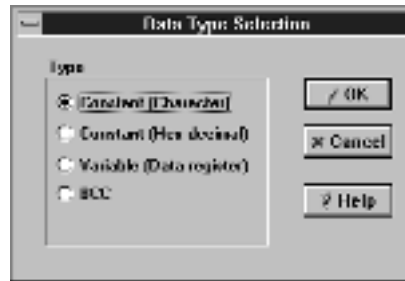 Data Type Selection
Type
Constant (Character)
Constant (Hex decimal)
Variable (Data register)
BCC
OK
Cancel
? Help